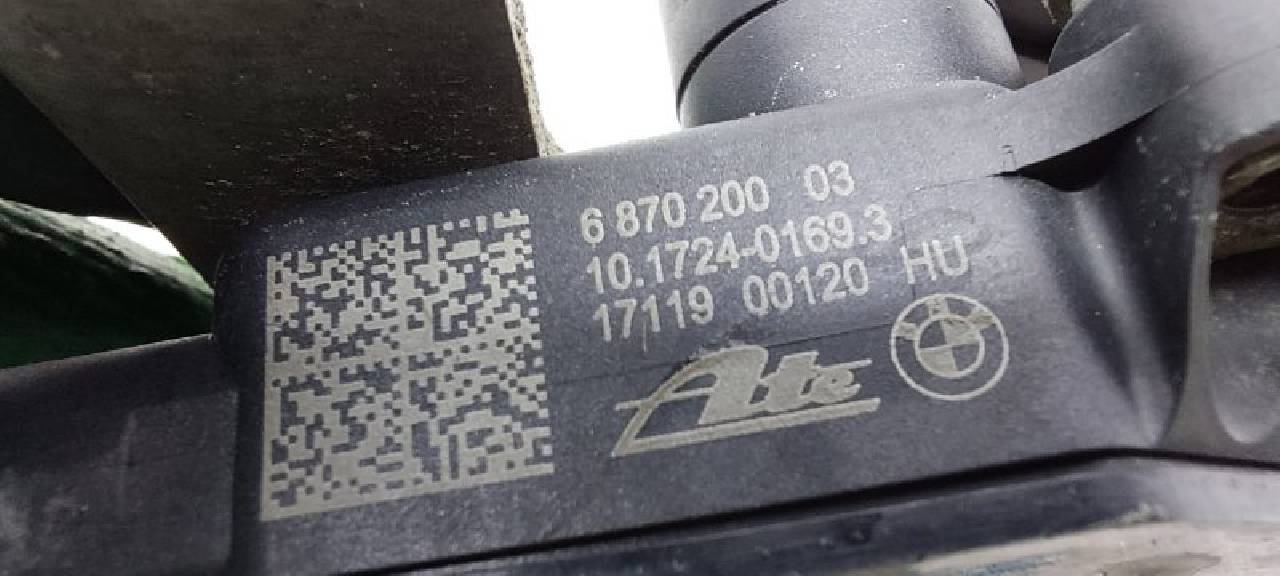 6 870 200 03
10.1724-0169.3
17119 00120 HU
Ate